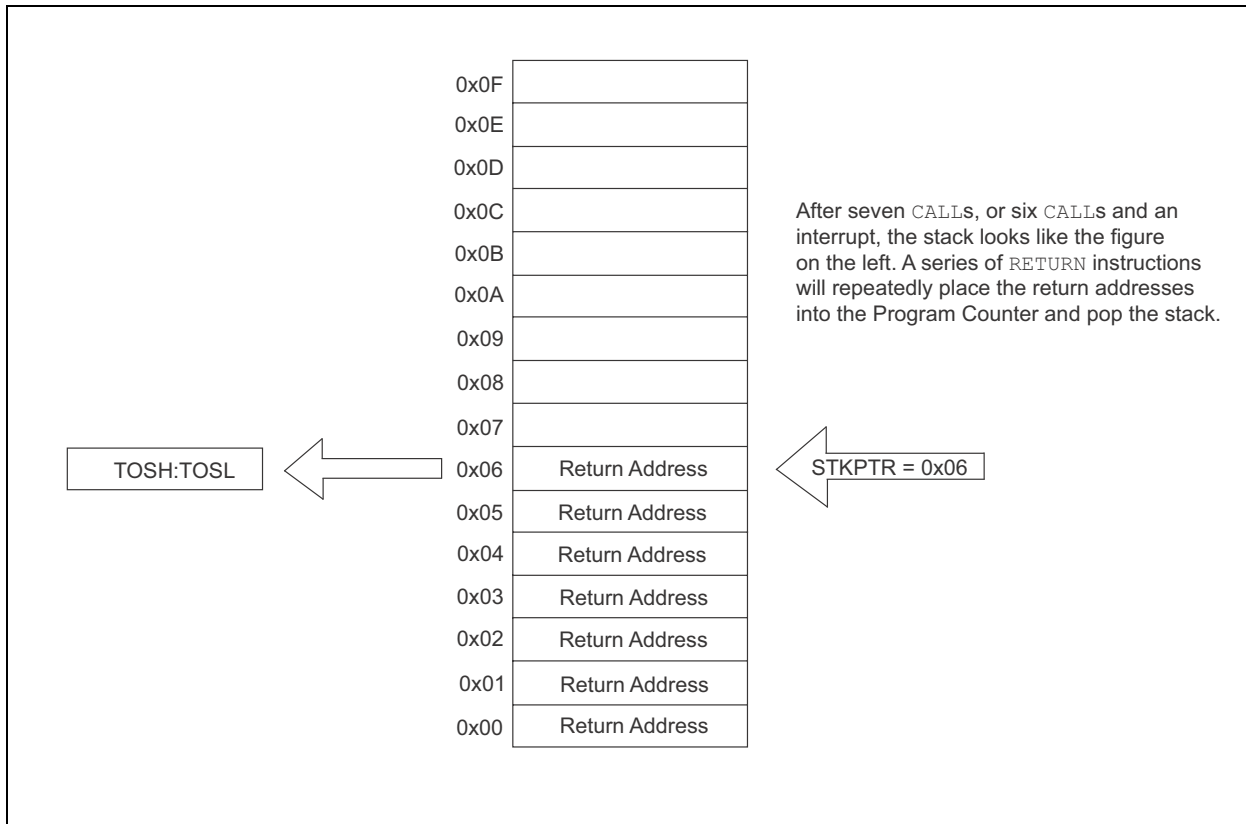 0x0F
0x0E
0x0D
0x0C
0x0B
0x0A
0x09
0x08
0x07
After seven CALLs, or six CALLs and an
interrupt, the stack looks like the figure
on the left. A series of RETURN instructions
will repeatedly place the return addresses
into the Program Counter and pop the stack.
TOSH:TOSL
0x06 Return Address
STKPTR = 0x06
0x05 Return Address
0x04 Return Address
0x03 Return Address
0x02 Return Address
0x01 Return Address
0x00 Return Address